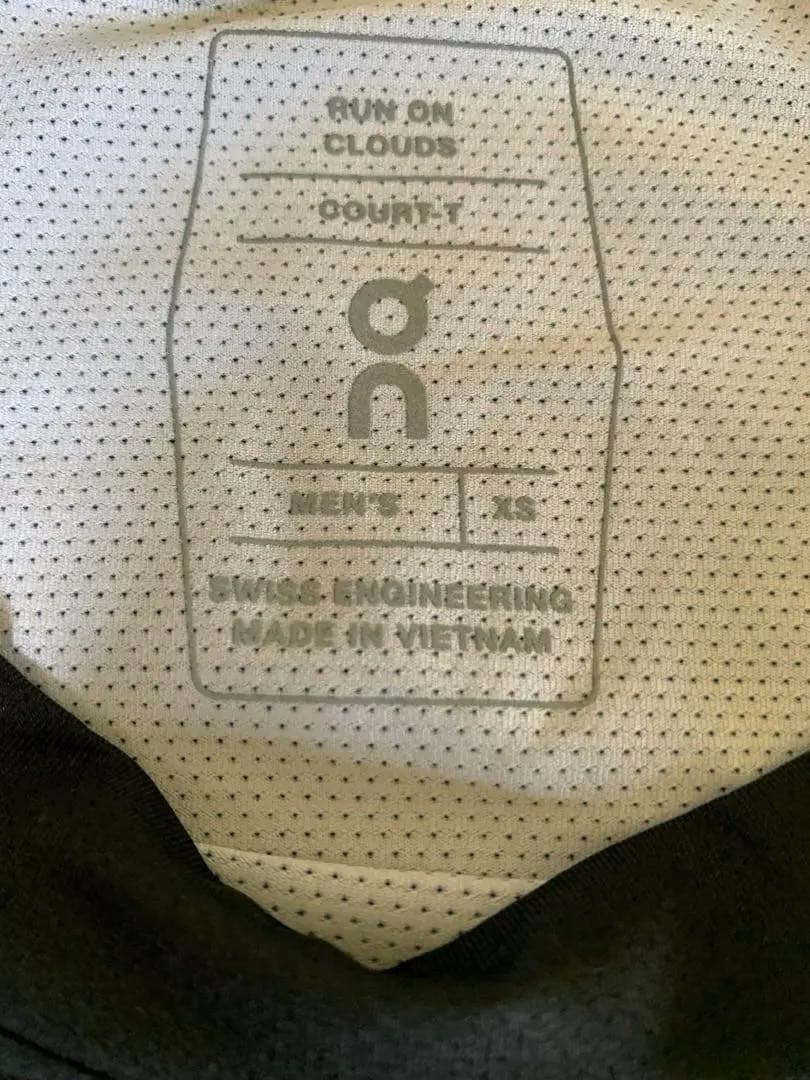 RUN ON
CLOUDS
COURT-T
On
MEN'S XS
SWISS ENGINEERING
MADE IN VIETNAM